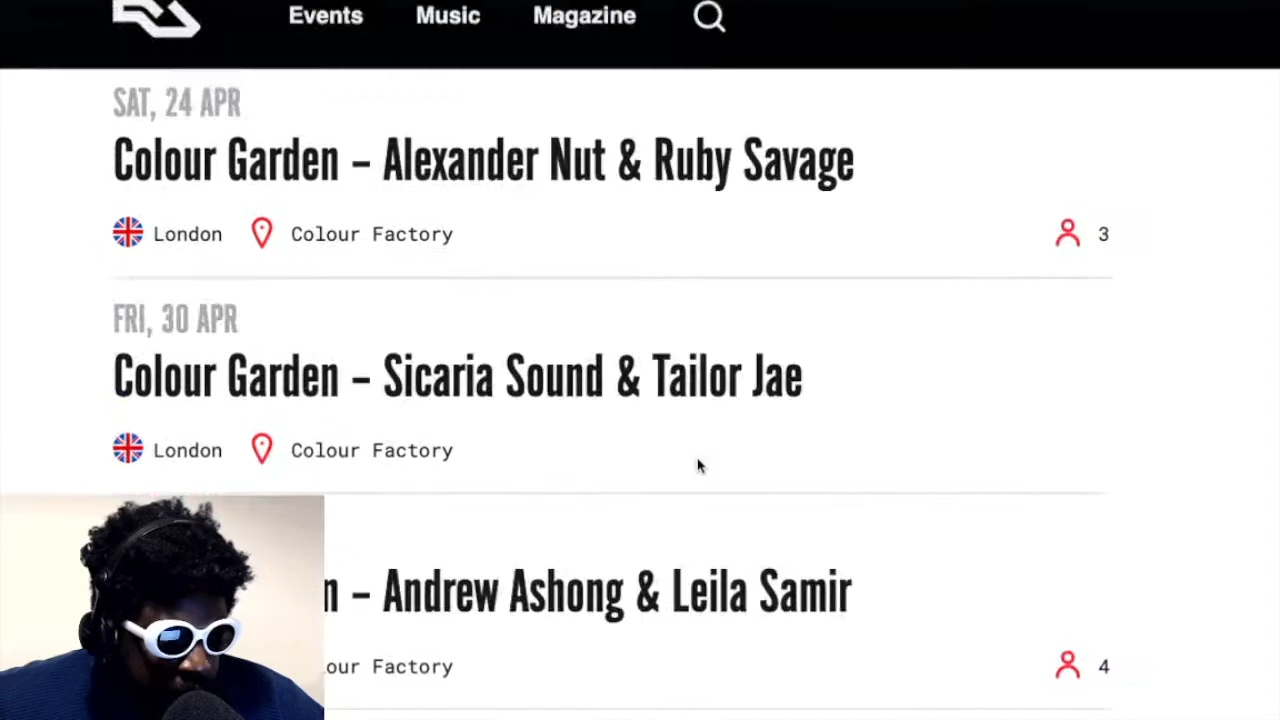 Events Music Magazine
SAT, 24 APR
Colour Garden – Alexander Nut & Ruby Savage
London Colour Factory 3
FRI, 30 APR
Colour Garden – Sicaria Sound & Tailor Jae
London Colour Factory
n – Andrew Ashong & Leila Samir
our Factory 4